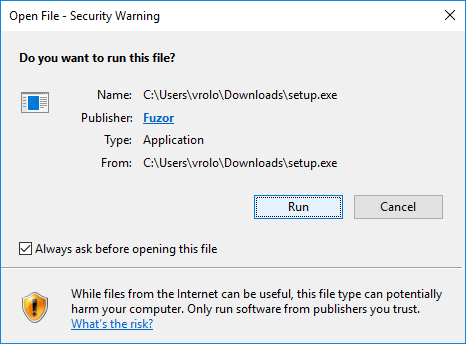 Open File - Security Warning
Do you want to run this file?
Name: C:\Users\vrolo\Downloads\setup.exe
Publisher: Fuzor
Type: Application
From: C:\Users\vrolo\Downloads\setup.exe
Run Cancel
Always ask before opening this file
While files from the Internet can be useful, this file type can potentially
harm your computer. Only run software from publishers you trust.
What's the risk?